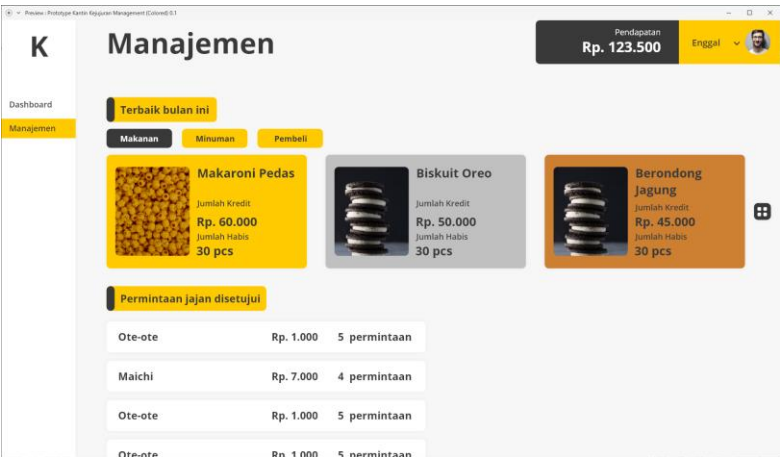 Preview - Prototype Kantin Kejujuran Management (Colored) 0.1
K
Manajemen
Pendapatan
Rp. 123.500
Enggal
Dashboard
Manajemen
Terbaik bulan ini
Makanan Minuman Pembeli
Makaroni Pedas
Jumlah Kredit
Rp. 60.000
Jumlah Habis
30 pcs
Biskuit Oreo
Jumlah Kredit
Rp. 50.000
Jumlah Habis
30 pcs
Berondong
Jagung
Jumlah Kredit
Rp. 45.000
Jumlah Habis
30 pcs
Permintaan jajan disetujui
Ote-ote Rp. 1.000 5 permintaan
Maichi Rp. 7.000 4 permintaan
Ote-ote Rp. 1.000 5 permintaan
Ote-ote Rp. 1.000 5 permintaan